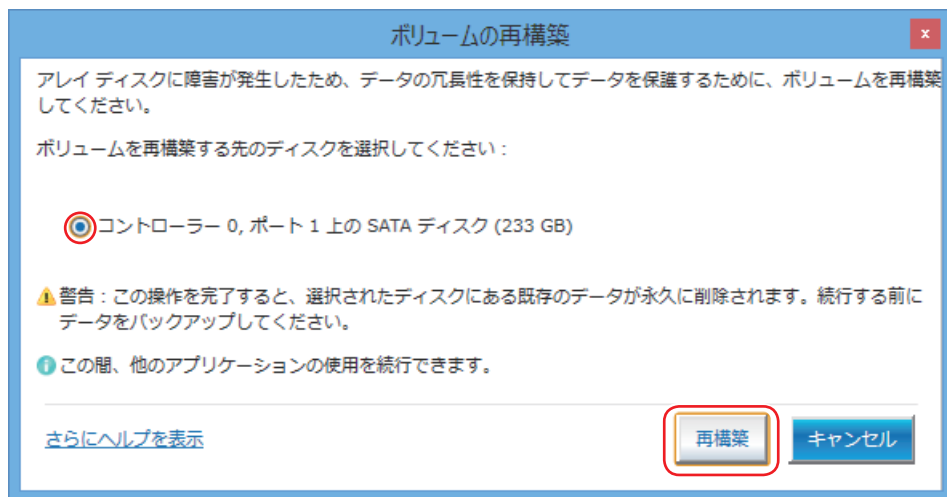 ボリュームの再構築
x
アレイ ディスクに障害が発生したため、データの冗長性を保持してデータを保護するために、ボリュームを再構築
してください。
ボリュームを再構築する先のディスクを選択してください：
コントローラー 0, ポート 1 上の SATA ディスク (233 GB)
警告：この操作を完了すると、選択されたディスクにある既存のデータが永久に削除されます。続行する前に
データをバックアップしてください。
この間、他のアプリケーションの使用を続行できます。
さらにヘルプを表示
再構築
キャンセル